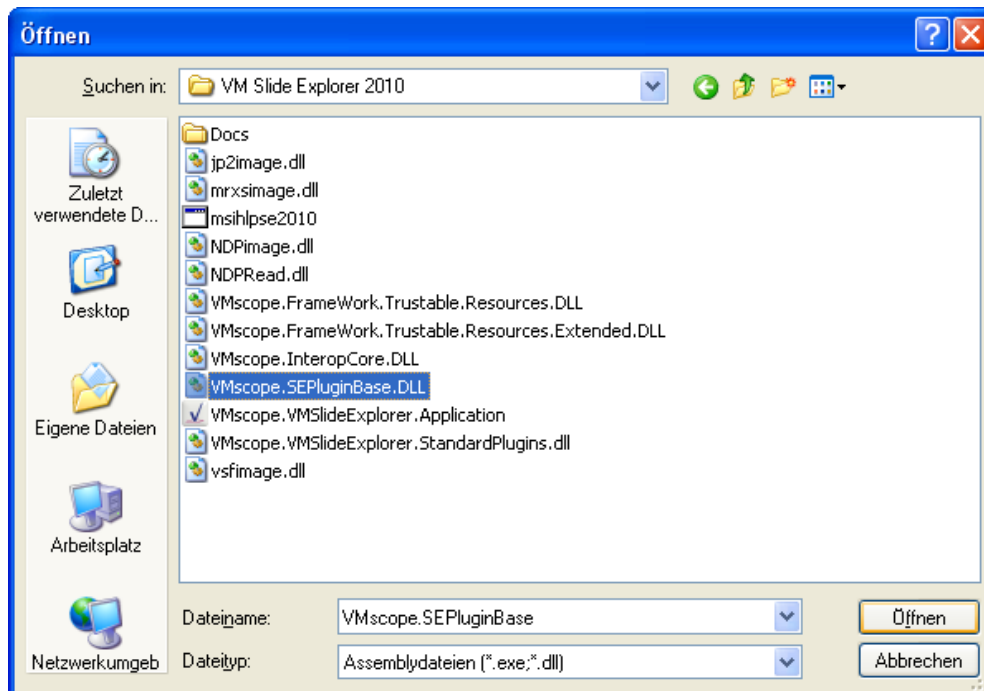 Öffnen
Suchen in:
VM Slide Explorer 2010
Zuletzt
verwendete D...
Desktop
Eigene Dateien
Arbeitsplatz
Netzwerkumgeb
Docs
jp2image.dll
mrxsimage.dll
msihlpse2010
NDPimage.dll
NDPRead.dll
VMscope.FrameWork.Trustable.Resources.DLL
VMscope.FrameWork.Trustable.Resources.Extended.DLL
VMscope.InteropCore.DLL
VMscope.SEPluginBase.DLL
VMscope.VMSlideExplorer.Application
VMscope.VMSlideExplorer.StandardPlugins.dll
vsfimage.dll
Dateiname:
VMscope.SEPluginBase
Öffnen
Dateityp:
Assemblydateien (*.exe;*.dll)
Abbrechen